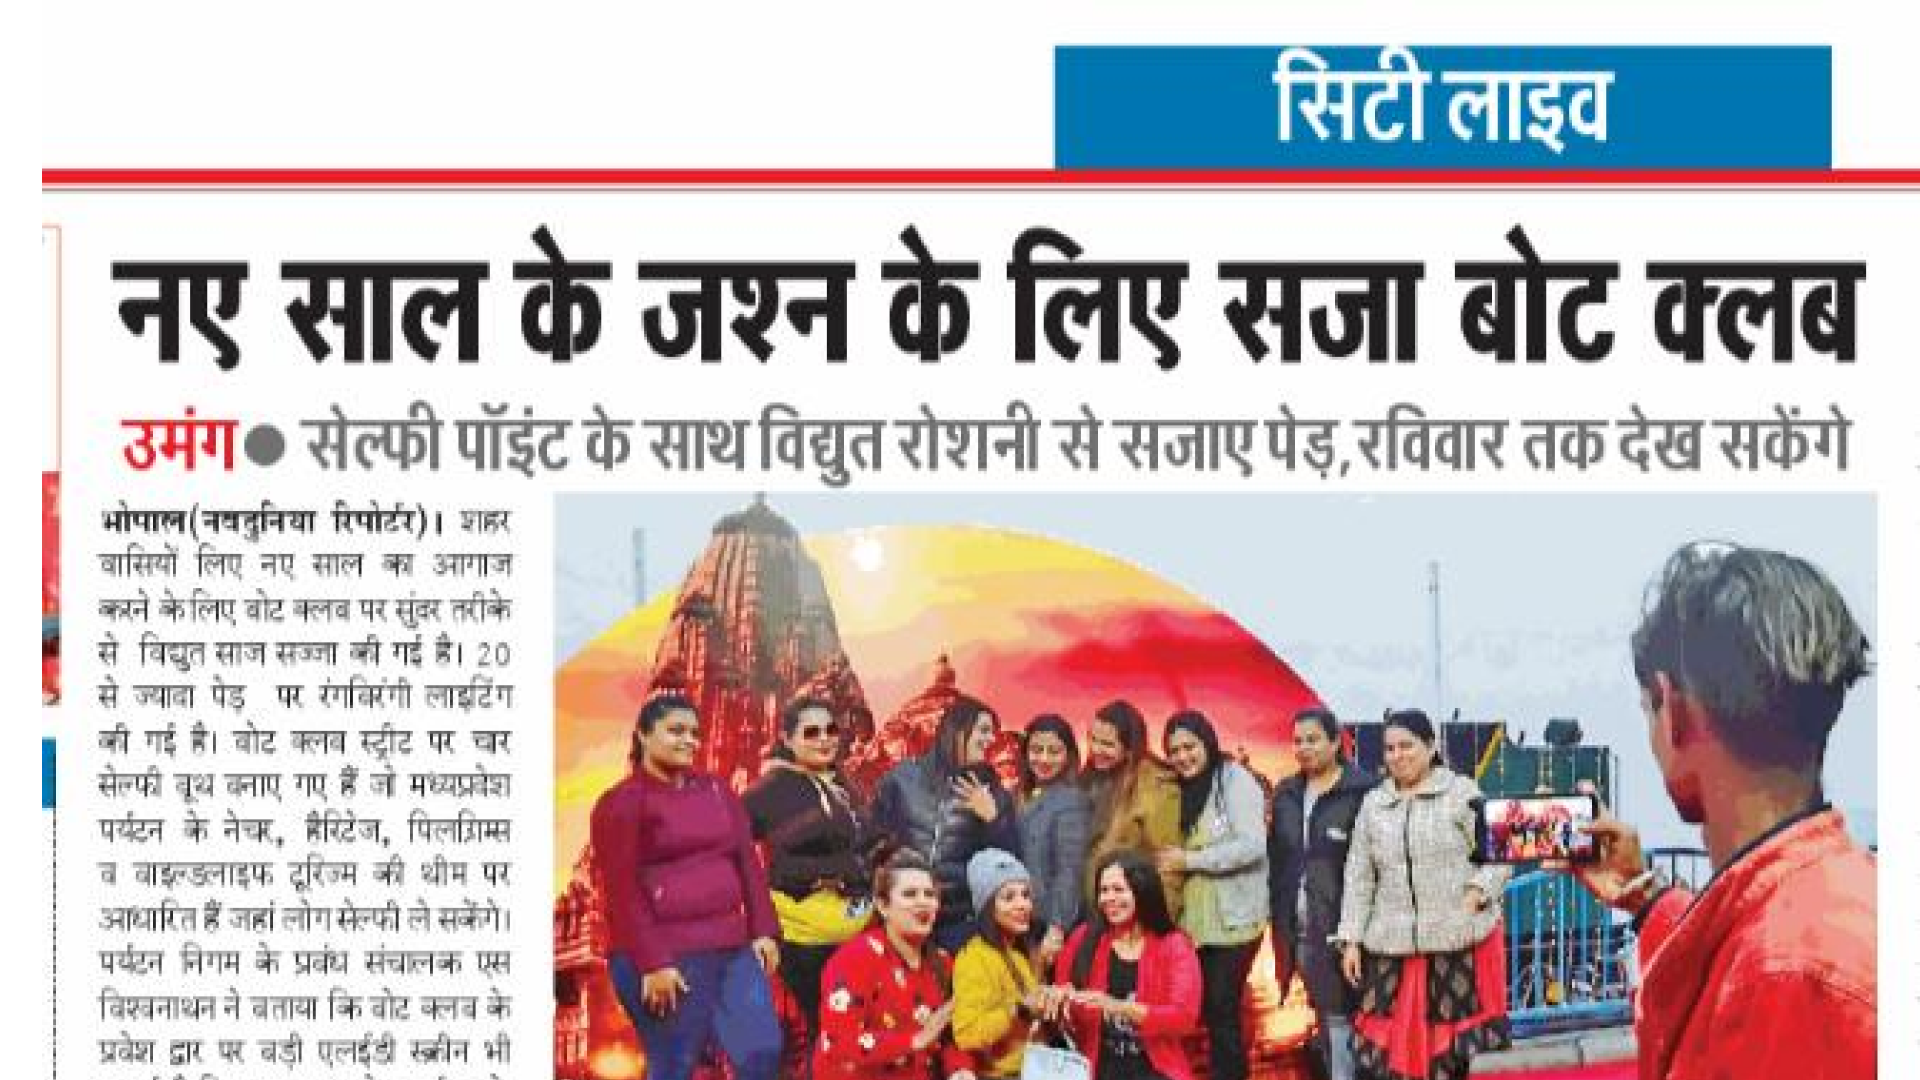 सिटी लाइव
नए साल के जश्न के लिए सजा बोट क्लब
उमंग● सेल्फी पॉइंट के साथ विद्युत रोशनी से सजाए पेड़,रविवार तक देख सकेंगे
भोपाल(नवदुनिया रिपोर्टर)। शहर
वासियों लिए नए साल का आगाज
करने के लिए बोट क्लब पर सुंदर तरीके
से विद्युत साज सज्जा की गई है। 20
से ज्यादा पेड़ पर रंगबिरंगी लाइटिंग
की गई है। बोट क्लब स्ट्रीट पर चार
सेल्फी बूथ बनाए गए हैं जो मध्यप्रदेश
पर्यटन के नेचर, हैरिटेज, पिलग्रिम्स
व वाइल्डलाइफ टूरिज्म की थीम पर
आधारित हैं जहां लोग सेल्फी ले सकेंगे।
पर्यटन निगम के प्रबंध संचालक एस
विश्वनाथन ने बताया कि बोट क्लब के
प्रवेश द्वार पर बड़ी एलईडी स्क्रीन भी